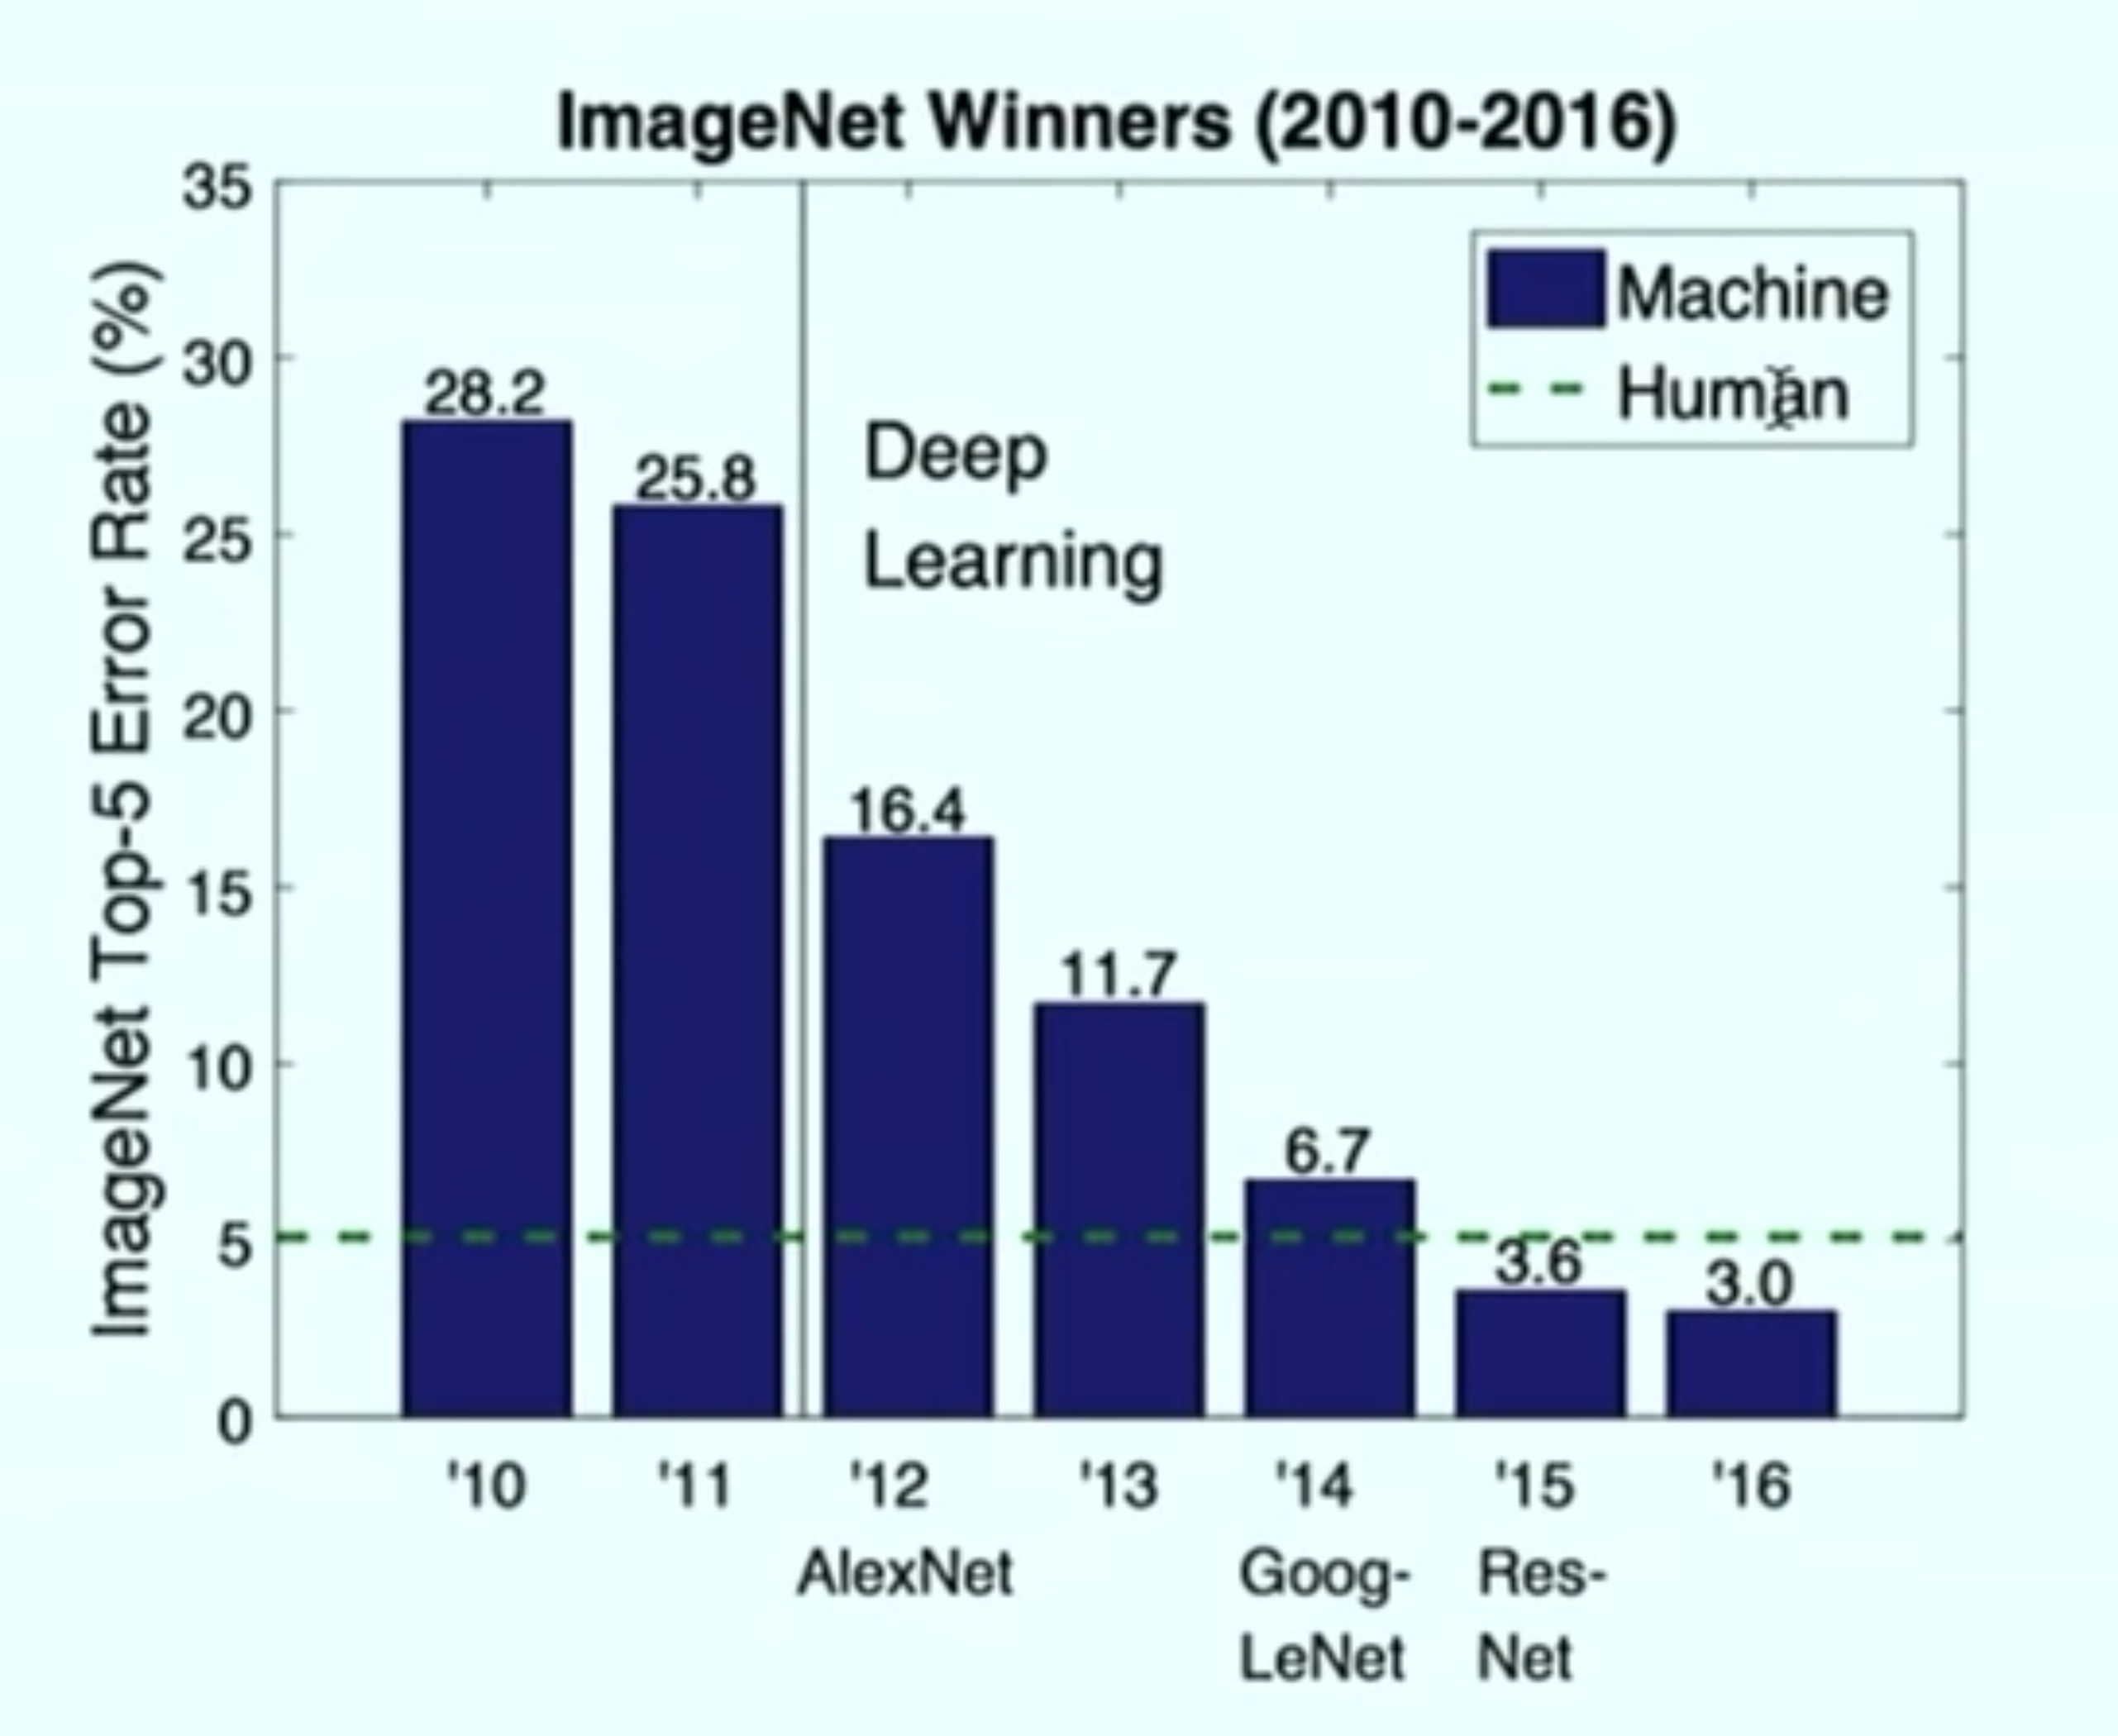 ImageNet Winners (2010-2016)
ImageNet Top-5 Error Rate (%)
35
30
25
20
15
10
5
0
Machine
Human
Deep
Learning
28.2
25.8
16.4
11.7
6.7
3.6
3.0
'10
'11
'12
'13
'14
'15
'16
AlexNet
Goog-
LeNet
Res-
Net